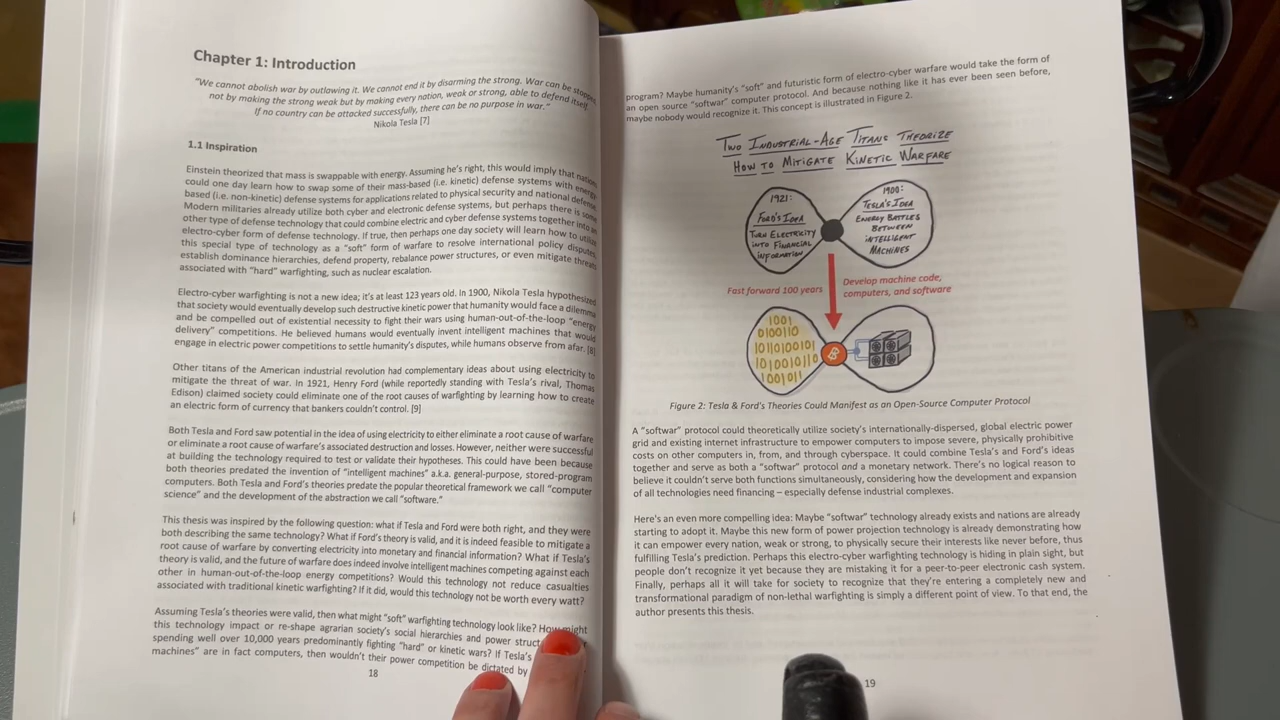 Chapter 1: Introduction
"We cannot abolish war by outlawing it. We cannot end it by disarming the strong. War can be stopped,
not by making the strong weak but by making every nation, weak or strong, able to defend itself.
If no country can be attacked successfully, there can be no purpose in war."
Nikola Tesla [7]
1.1 Inspiration
Einstein theorized that mass is swappable with energy. Assuming he's right, this would imply that nations
could one day learn how to swap some of their mass-based (i.e. kinetic) defense systems with energy
based (i.e. non-kinetic) defense systems for applications related to physical security and national defense.
Modern militaries already utilize both cyber and electronic defense systems, but perhaps there is some
other type of defense technology that could combine electric and cyber defense systems together into an
electro-cyber form of defense technology. If true, then perhaps one day society will learn how to utilize
this special type of technology as a "soft" form of warfare to resolve international policy disputes,
establish dominance hierarchies, defend property, rebalance power structures, or even mitigate threats
associated with "hard" warfighting, such as nuclear escalation.
Electro-cyber warfighting is not a new idea; it's at least 123 years old. In 1900, Nikola Tesla hypothesized
that society would eventually develop such destructive kinetic power that humanity would face a dilemma
and be compelled out of existential necessity to fight their wars using human-out-of-the-loop "energy
delivery" competitions. He believed humans would eventually invent intelligent machines that would
engage in electric power competitions to settle humanity's disputes, while humans observe from afar. [8]
Other titans of the American industrial revolution had complementary ideas about using electricity to
mitigate the threat of war. In 1921, Henry Ford (while reportedly standing with Tesla's rival, Thomas
Edison) claimed society could eliminate one of the root causes of warfighting by learning how to create
an electric form of currency that bankers couldn't control. [9]
Both Tesla and Ford saw potential in the idea of using electricity to either eliminate a root cause of warfare
or eliminate a root cause of warfare's associated destruction and losses. However, neither were successful
at building the technology required to test or validate their hypotheses. This could have been because
both theories predated the invention of "intelligent machines" a.k.a. general-purpose, stored-program
computers. Both Tesla and Ford's theories predate the popular theoretical framework we call "computer
science" and the development of the abstraction we call "software."
This thesis was inspired by the following question: what if Tesla and Ford were both right, and they were
both describing the same technology? What if Ford's theory is valid, and it is indeed feasible to mitigate a
root cause of warfare by converting electricity into monetary and financial information? What if Tesla's
theory is valid, and the future of warfare does indeed involve intelligent machines competing against each
other in human-out-of-the-loop energy competitions? Would this technology not reduce casualties
associated with traditional kinetic warfighting? If it did, would this technology not be worth every watt?
Assuming Tesla's theories were valid, then what might "soft" warfighting technology look like? How might
this technology impact or re-shape agrarian society's social hierarchies and power struct
spending well over 10,000 years predominantly fighting "hard" or kinetic wars? If Tesla's
machines" are in fact computers, then wouldn't their power competition be dictated by
18
program? Maybe humanity's "soft" and futuristic form of electro-cyber warfare would take the form of
an open source "softwar" computer protocol. And because nothing like it has ever been seen before,
maybe nobody would recognize it. This concept is illustrated in Figure 2.
Two Industrial-Age Titans Theorize
How to Mitigate Kinetic Warfare
1921:
Ford's Idea
Turn Electricity
into Financial
information
1900:
Tesla's Idea
Energy Battles
Between
intelligent
Machines
Fast forward 100 years
Develop machine code,
computers, and software
1001
0100110
10110100101
1010010110
1001011
B
Figure 2: Tesla & Ford's Theories Could Manifest as an Open-Source Computer Protocol
A "softwar" protocol could theoretically utilize society's internationally-dispersed, global electric power
grid and existing internet infrastructure to empower computers to impose severe, physically prohibitive
costs on other computers in, from, and through cyberspace. It could combine Tesla's and Ford's ideas
together and serve as both a "softwar" protocol and a monetary network. There's no logical reason to
believe it couldn't serve both functions simultaneously, considering how the development and expansion
of all technologies need financing – especially defense industrial complexes.
Here's an even more compelling idea: Maybe "softwar" technology already exists and nations are already
starting to adopt it. Maybe this new form of power projection technology is already demonstrating how
it can empower every nation, weak or strong, to physically secure their interests like never before, thus
fulfilling Tesla's prediction. Perhaps this electro-cyber warfighting technology is hiding in plain sight, but
people don't recognize it yet because they are mistaking it for a peer-to-peer electronic cash system.
Finally, perhaps all it will take for society to recognize that they're entering a completely new and
transformational paradigm of non-lethal warfighting is simply a different point of view. To that end, the
author presents this thesis.
19